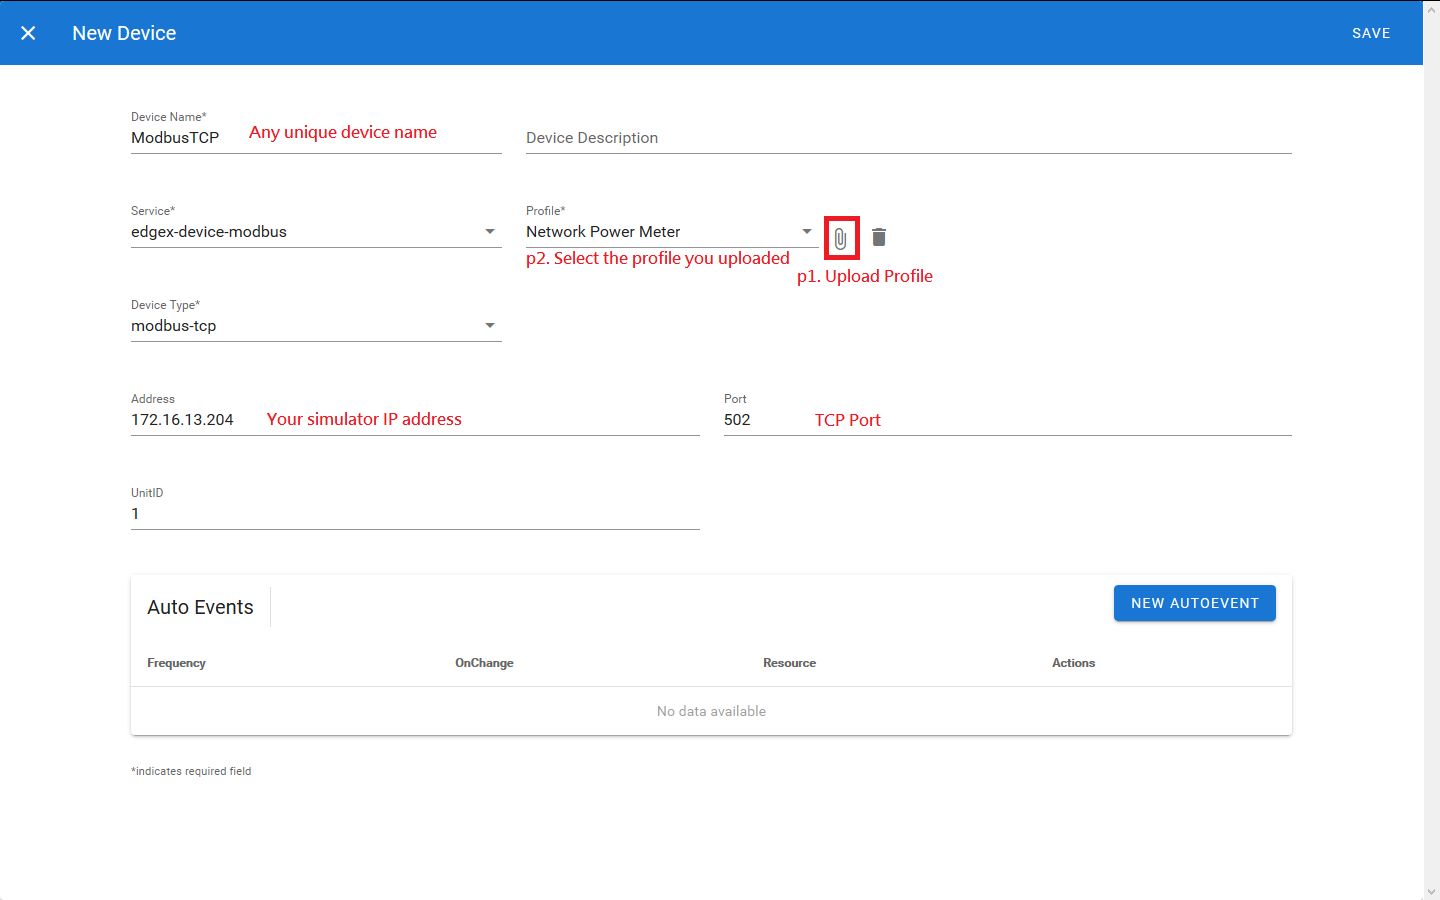 New Device
SAVE
Device Name*
ModbusTCP
Any unique device name
Device Description
Service*
edgex-device-modbus
Profile*
Network Power Meter
p2. Select the profile you uploaded
p1. Upload Profile
Device Type*
modbus-tcp
Address
172.16.13.204
Your simulator IP address
Port
502
TCP Port
UnitID
1
Auto Events
NEW AUTOEVENT
Frequency
OnChange
Resource
Actions
No data available
*indicates required field